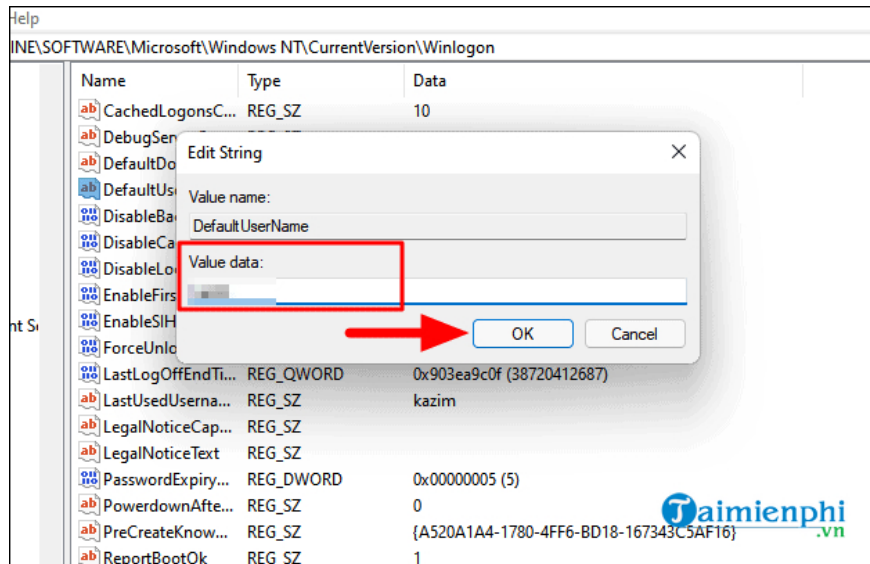 Help
INE\SOFTWARE\Microsoft\Windows NT\CurrentVersion\Winlogon
Name Type Data
CachedLogonsC... REG_SZ 10
DebugSer
DefaultDo
DefaultUs
DisableBa
DisableCa
DisableLo
EnableFirs
EnableSIH
ForceUnlo
Edit String
Value name:
DefaultUserName
Value data:
OK Cancel
nt Se
LastLogOffEndTi... REG_QWORD 0x903ea9c0f (38720412687)
LastUsedUserna... REG_SZ kazim
LegalNoticeCap... REG_SZ
LegalNoticeText REG_SZ
PasswordExpiry... REG_DWORD 0x00000005 (5)
PowerdownAfte... REG_SZ 0
PreCreateKnow... REG_SZ {A520A1A4-1780-4FF6-BD18-167343C5AF16}
ReportBootOk REG_SZ 1
Taimienphi
.vn